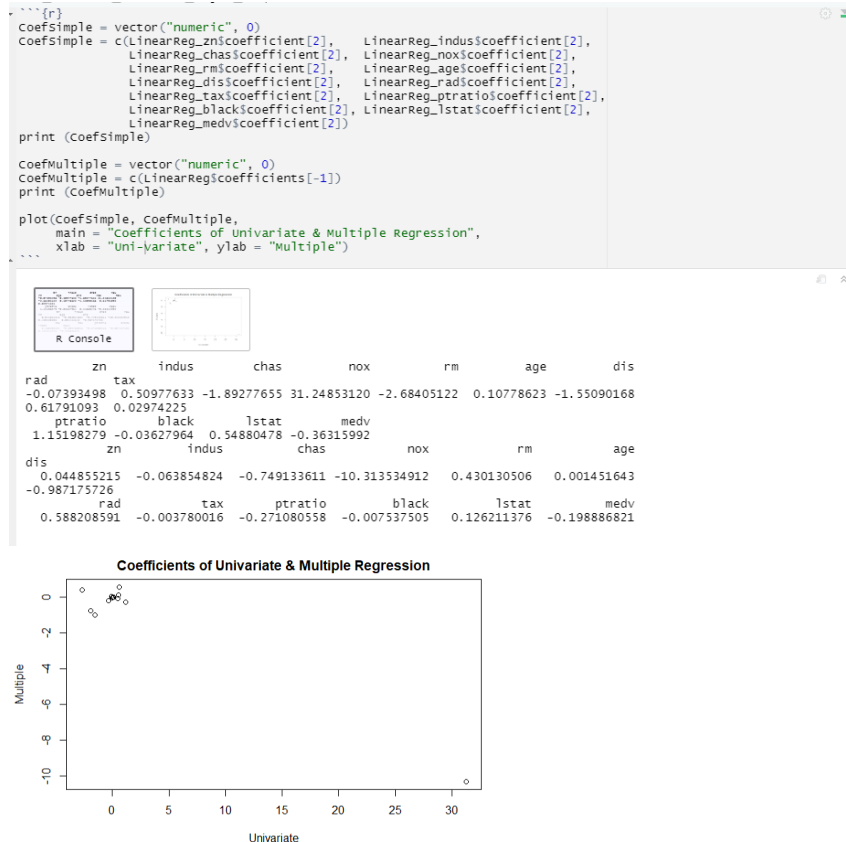 ```{r}
CoefSimple = vector("numeric", 0)
CoefSimple = c(LinearReg_zn$coefficient[2], LinearReg_indus$coefficient[2],
LinearReg_chas$coefficient[2], LinearReg_nox$coefficient[2],
LinearReg_rm$coefficient[2], LinearReg_age$coefficient[2],
LinearReg_dis$coefficient[2], LinearReg_rad$coefficient[2],
LinearReg_tax$coefficient[2], LinearReg_ptratio$coefficient[2],
LinearReg_black$coefficient[2], LinearReg_lstat$coefficient[2],
LinearReg_medv$coefficient[2])
print (CoefSimple)
CoefMultiple = vector("numeric", 0)
CoefMultiple = c(LinearReg$coefficients[-1])
print (CoefMultiple)
plot(CoefSimple, CoefMultiple,
main = "Coefficients of Univariate & Multiple Regression",
xlab = "Uni-variate", ylab = "Multiple")
```
R Console
zn indus chas nox rm age dis
rad tax
-0.07393498 0.50977633 -1.89277655 31.24853120 -2.68405122 0.10778623 -1.55090168
0.61791093 0.02974225
ptratio black lstat medv
1.15198279 -0.03627964 0.54880478 -0.36315992
zn indus chas nox rm age
dis
0.044855215 -0.063854824 -0.749133611 -10.313534912 0.430130506 0.001451643
-0.987175726
rad tax ptratio black lstat medv
0.588208591 -0.003780016 -0.271080558 -0.007537505 0.126211376 -0.198886821
Coefficients of Univariate & Multiple Regression
Multiple
0
-2
-4
-6
-8
-10
0 5 10 15 20 25 30
Univariate